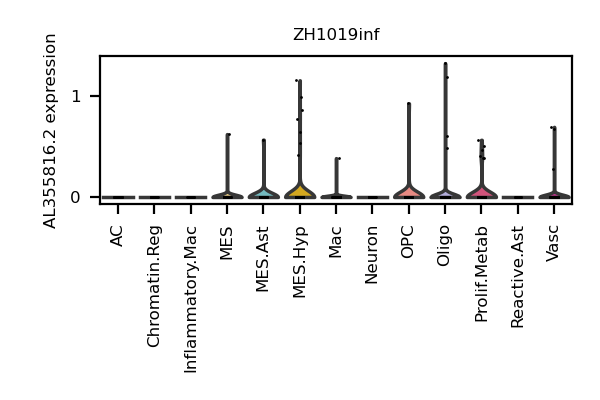 ZH1019inf
AL355816.2 expression
1
0
AC
Chromatin.Reg
Inflammatory.Mac
MES
MES.Ast
MES.Hyp
Mac
Neuron
OPC
Oligo
Prolif.Metab
Reactive.Ast
Vasc